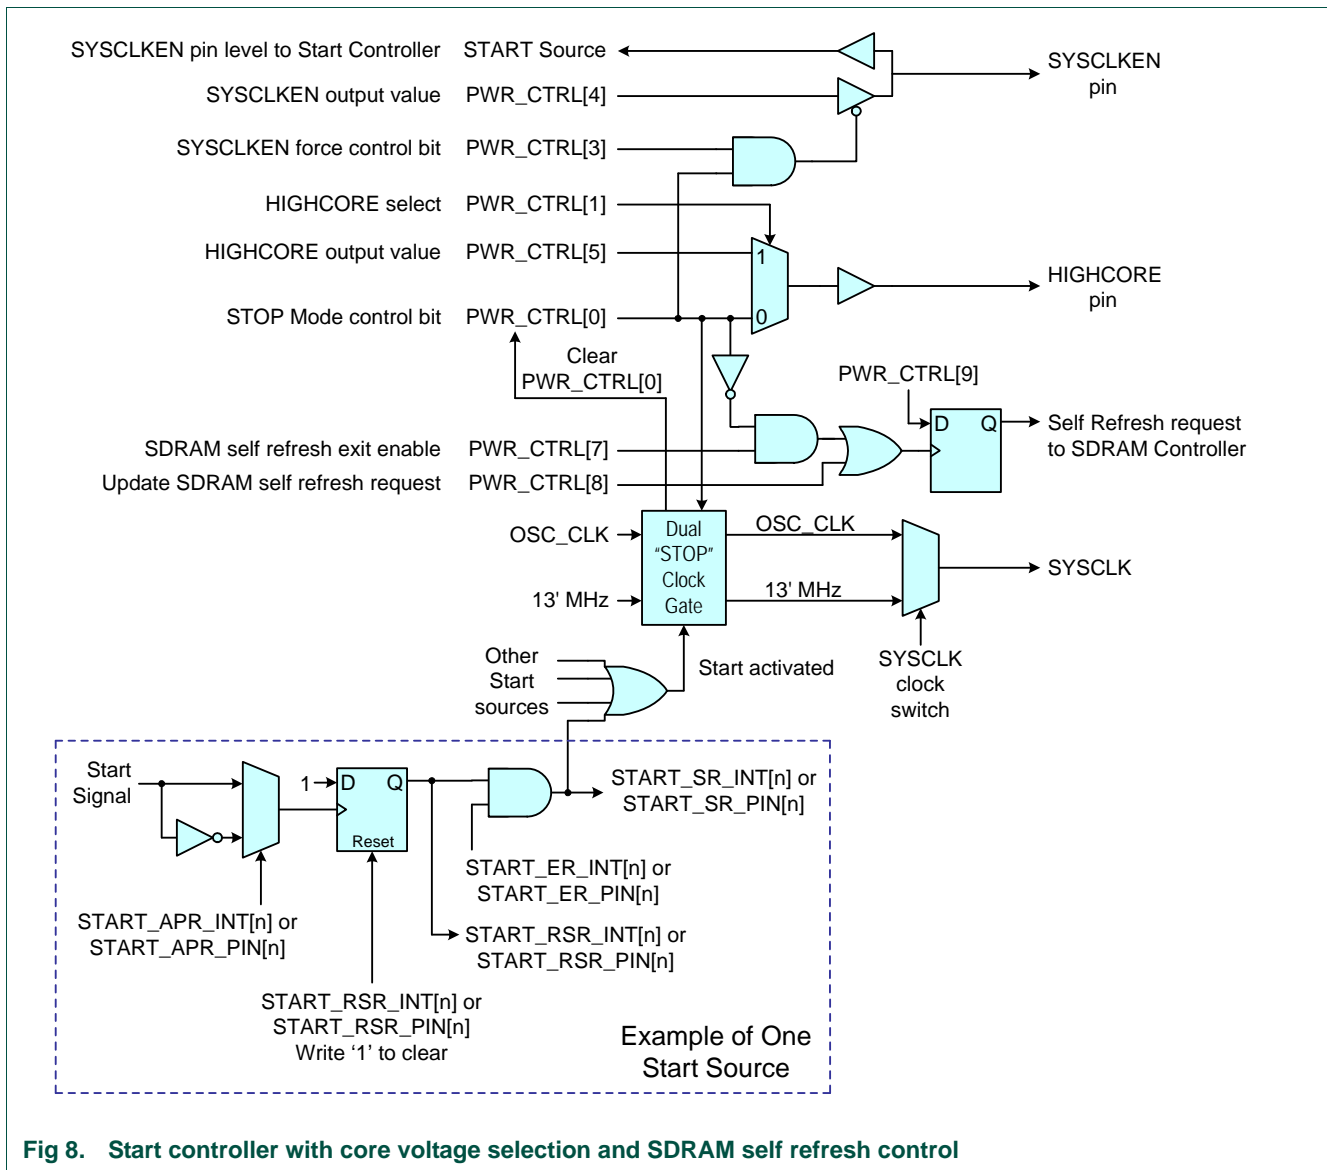 SYSCLKEN pin level to Start Controller START Source
SYSCLKEN
pin
SYSCLKEN output value PWR_CTRL[4]
SYSCLKEN force control bit PWR_CTRL[3]
HIGHCORE select PWR_CTRL[1]
HIGHCORE output value PWR_CTRL[5]
1
HIGHCORE
pin
STOP Mode control bit PWR_CTRL[0]
0
Clear
PWR_CTRL[0]
PWR_CTRL[9]
D Q
Self Refresh request
to SDRAM Controller
SDRAM self refresh exit enable PWR_CTRL[7]
Update SDRAM self refresh request PWR_CTRL[8]
OSC_CLK
13' MHz
Dual
“STOP”
Clock
Gate
OSC_CLK
13' MHz
SYSCLK
SYSCLK
clock
switch
Start activated
Other
Start
sources
Start
Signal
1
D Q
Reset
START_SR_INT[n] or
START_SR_PIN[n]
START_ER_INT[n] or
START_ER_PIN[n]
START_APR_INT[n] or
START_APR_PIN[n]
START_RSR_INT[n] or
START_RSR_PIN[n]
START_RSR_INT[n] or
START_RSR_PIN[n]
Write ‘1’ to clear
Example of One
Start Source
Fig 8. Start controller with core voltage selection and SDRAM self refresh control